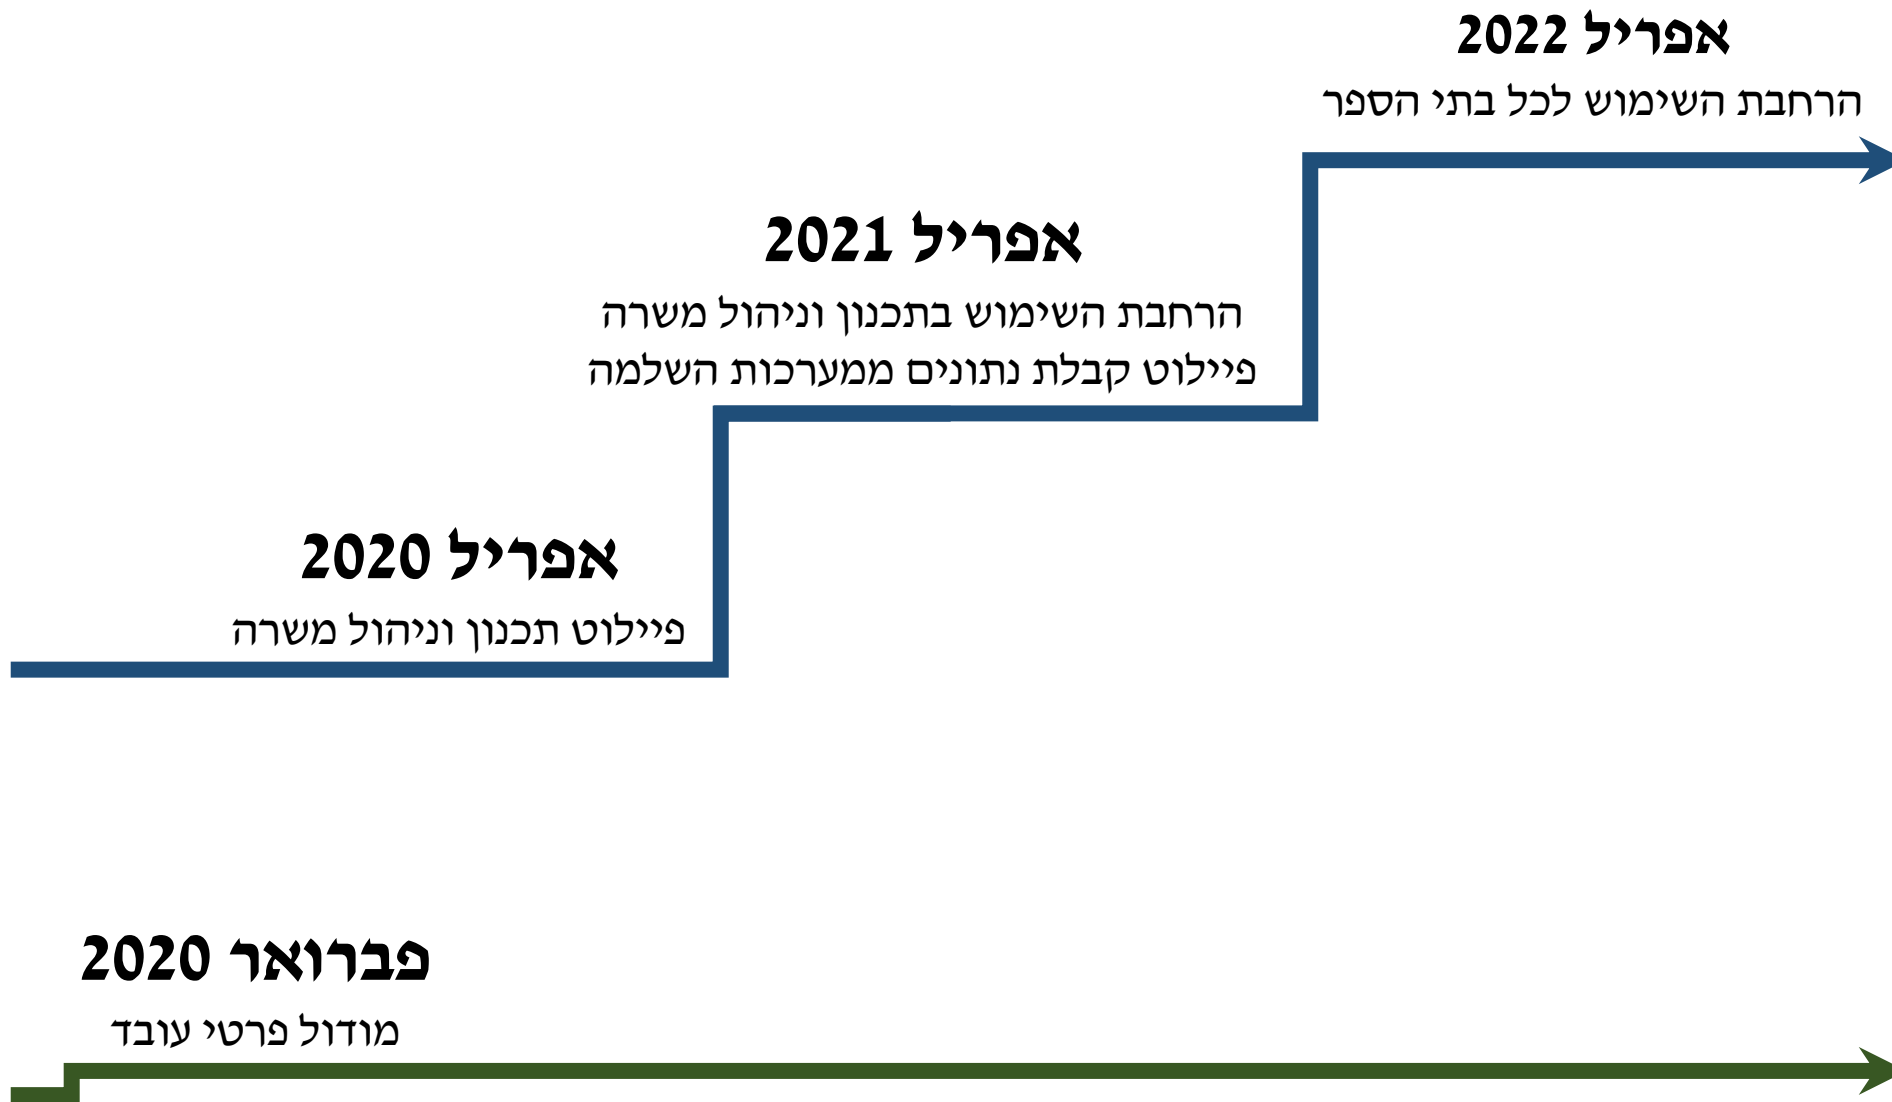 אפריל 2022
הרחבת השימוש לכל בתי הספר
אפריל 2021
הרחבת השימוש בתכנון וניהול משרה
פיילוט קבלת נתונים ממערכות השלמה
אפריל 2020
פיילוט תכנון וניהול משרה
פברואר 2020
מודול פרטי עובד